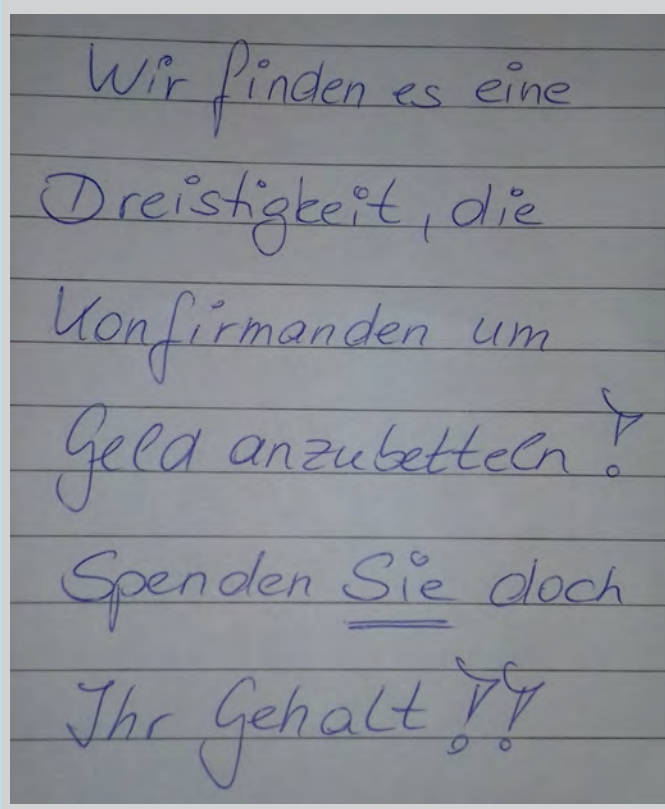 Wir finden es eine
Dreistigkeit, die
Konfirmanden um
Geld anzubetteln!
Spenden Sie doch
Ihr Gehalt!!